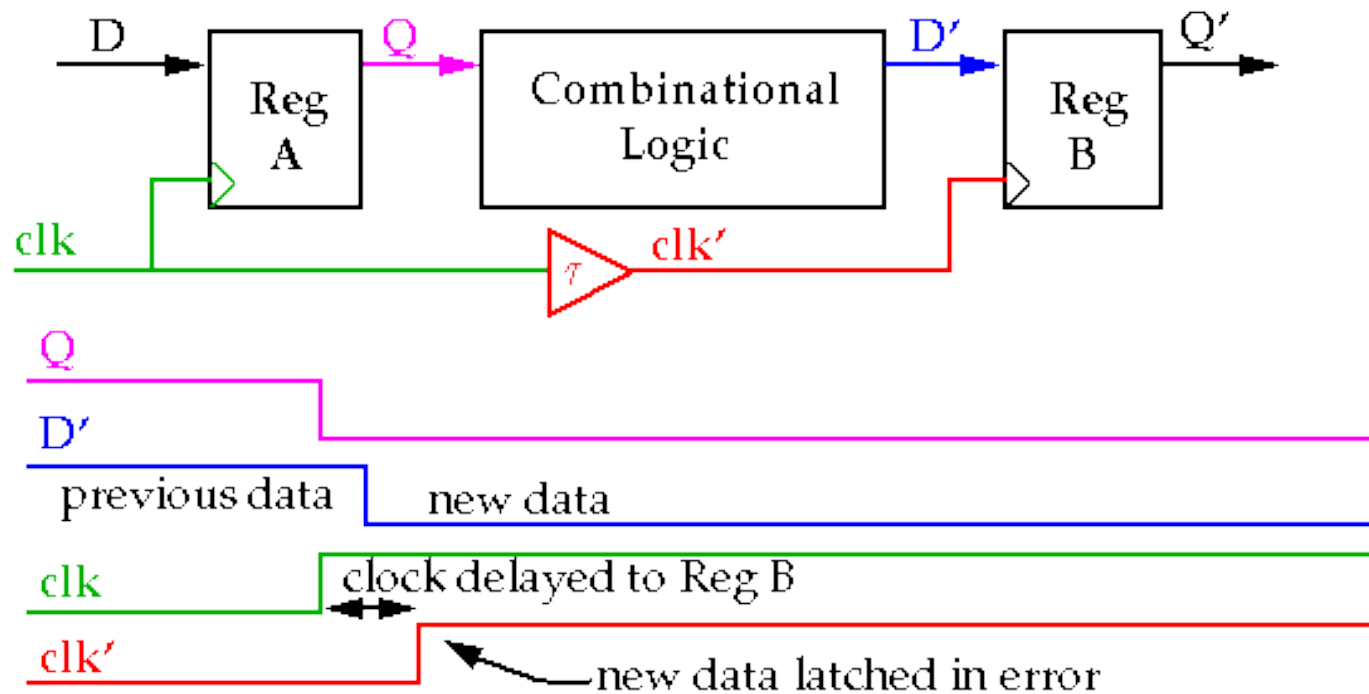 D
Q
D′
Q′
Reg
A
Combinational
Logic
Reg
B
clk
τ
clk′
Q
D′
previous data
new data
clk
clock delayed to Reg B
clk′
new data latched in error